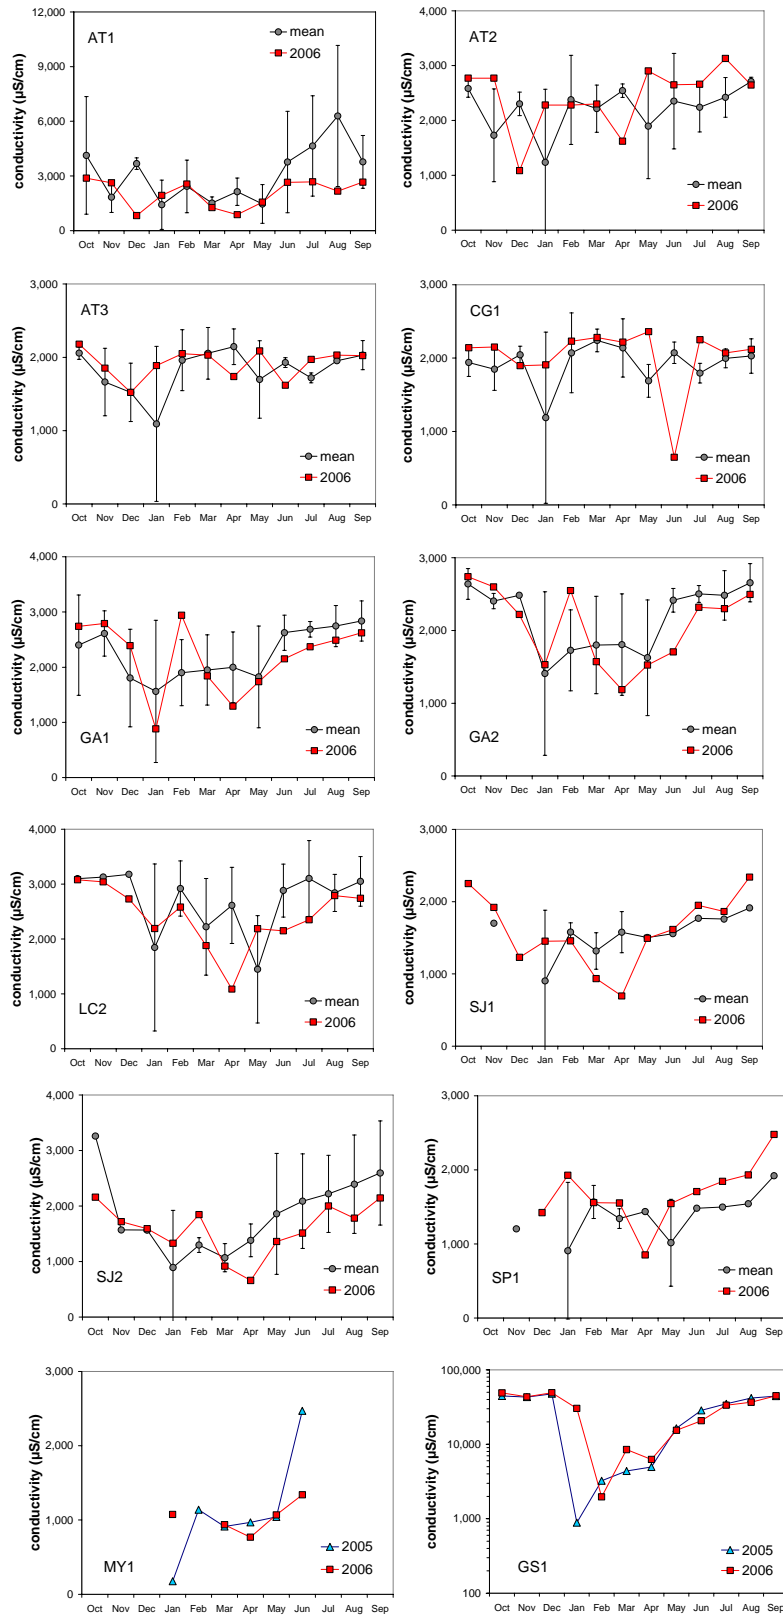 AT1
mean
2006
12,000
9,000
6,000
3,000
0
conductivity (µS/cm)
Oct Nov Dec Jan Feb Mar Apr May Jun Jul Aug Sep
AT2
mean
2006
4,000
3,000
2,000
1,000
0
conductivity (µS/cm)
Oct Nov Dec Jan Feb Mar Apr May Jun Jul Aug Sep
AT3
mean
2006
3,000
2,000
1,000
0
conductivity (µS/cm)
Oct Nov Dec Jan Feb Mar Apr May Jun Jul Aug Sep
CG1
mean
2006
3,000
2,000
1,000
0
conductivity (µS/cm)
Oct Nov Dec Jan Feb Mar Apr May Jun Jul Aug Sep
GA1
mean
2006
4,000
3,000
2,000
1,000
0
conductivity (µS/cm)
Oct Nov Dec Jan Feb Mar Apr May Jun Jul Aug Sep
GA2
mean
2006
3,000
2,000
1,000
0
conductivity (µS/cm)
Oct Nov Dec Jan Feb Mar Apr May Jun Jul Aug Sep
LC2
mean
2006
4,000
3,000
2,000
1,000
0
conductivity (µS/cm)
Oct Nov Dec Jan Feb Mar Apr May Jun Jul Aug Sep
SJ1
mean
2006
3,000
2,000
1,000
0
conductivity (µS/cm)
Oct Nov Dec Jan Feb Mar Apr May Jun Jul Aug Sep
SJ2
mean
2006
4,000
3,000
2,000
1,000
0
conductivity (µS/cm)
Oct Nov Dec Jan Feb Mar Apr May Jun Jul Aug Sep
SP1
mean
2006
3,000
2,000
1,000
0
conductivity (µS/cm)
Oct Nov Dec Jan Feb Mar Apr May Jun Jul Aug Sep
MY1
2005
2006
3,000
2,000
1,000
0
conductivity (µS/cm)
Oct Nov Dec Jan Feb Mar Apr May Jun Jul Aug Sep
GS1
2005
2006
100,000
10,000
1,000
100
conductivity (µS/cm)
Oct Nov Dec Jan Feb Mar Apr May Jun Jul Aug Sep